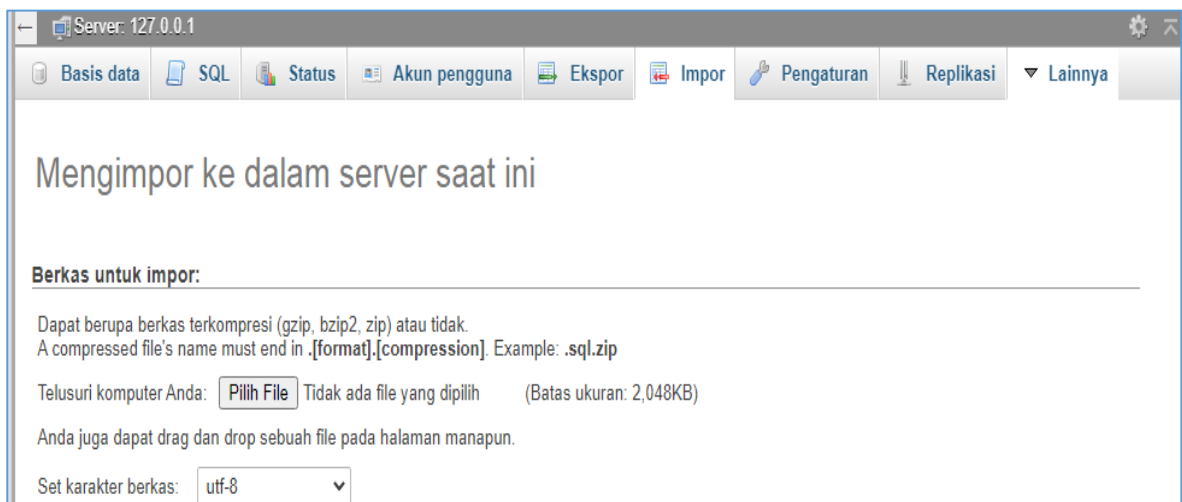 ← Server: 127.0.0.1
Basis data SQL Status Akun pengguna Ekspor Impor Pengaturan Replikasi ▼ Lainnya
Mengimpor ke dalam server saat ini
Berkas untuk impor:
Dapat berupa berkas terkompresi (gzip, bzip2, zip) atau tidak.
A compressed file's name must end in .[format].[compression]. Example: .sql.zip
Telusuri komputer Anda: Pilih File Tidak ada file yang dipilih (Batas ukuran: 2,048KB)
Anda juga dapat drag dan drop sebuah file pada halaman manapun.
Set karakter berkas: utf-8